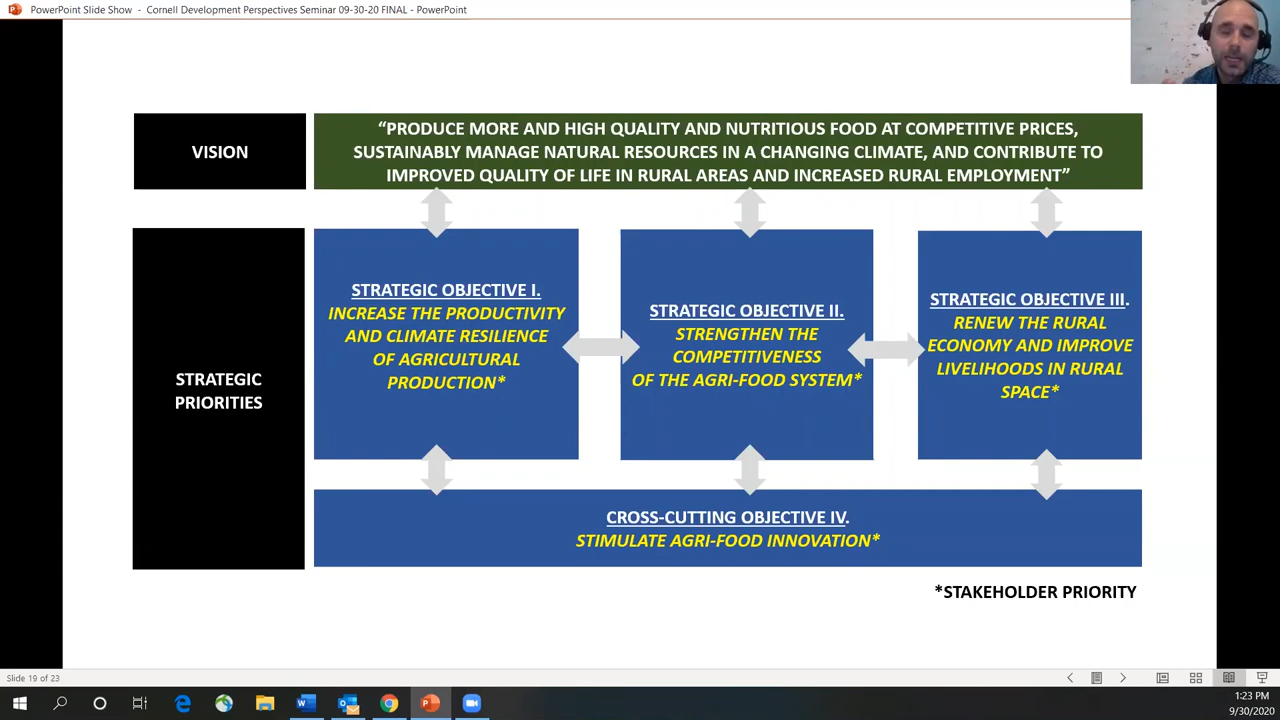 PowerPoint Slide Show - Cornell Development Perspectives Seminar 09-30-20 FINAL - PowerPoint
VISION
“PRODUCE MORE AND HIGH QUALITY AND NUTRITIOUS FOOD AT COMPETITIVE PRICES,
SUSTAINABLY MANAGE NATURAL RESOURCES IN A CHANGING CLIMATE, AND CONTRIBUTE TO
IMPROVED QUALITY OF LIFE IN RURAL AREAS AND INCREASED RURAL EMPLOYMENT”
STRATEGIC
PRIORITIES
STRATEGIC OBJECTIVE I.
INCREASE THE PRODUCTIVITY
AND CLIMATE RESILIENCE
OF AGRICULTURAL
PRODUCTION*
STRATEGIC OBJECTIVE II.
STRENGTHEN THE
COMPETITIVENESS
OF THE AGRI-FOOD SYSTEM*
STRATEGIC OBJECTIVE III.
RENEW THE RURAL
ECONOMY AND IMPROVE
LIVELIHOODS IN RURAL
SPACE*
CROSS-CUTTING OBJECTIVE IV.
STIMULATE AGRI-FOOD INNOVATION*
*STAKEHOLDER PRIORITY
Slide 19 of 23
1:23 PM
9/30/2020